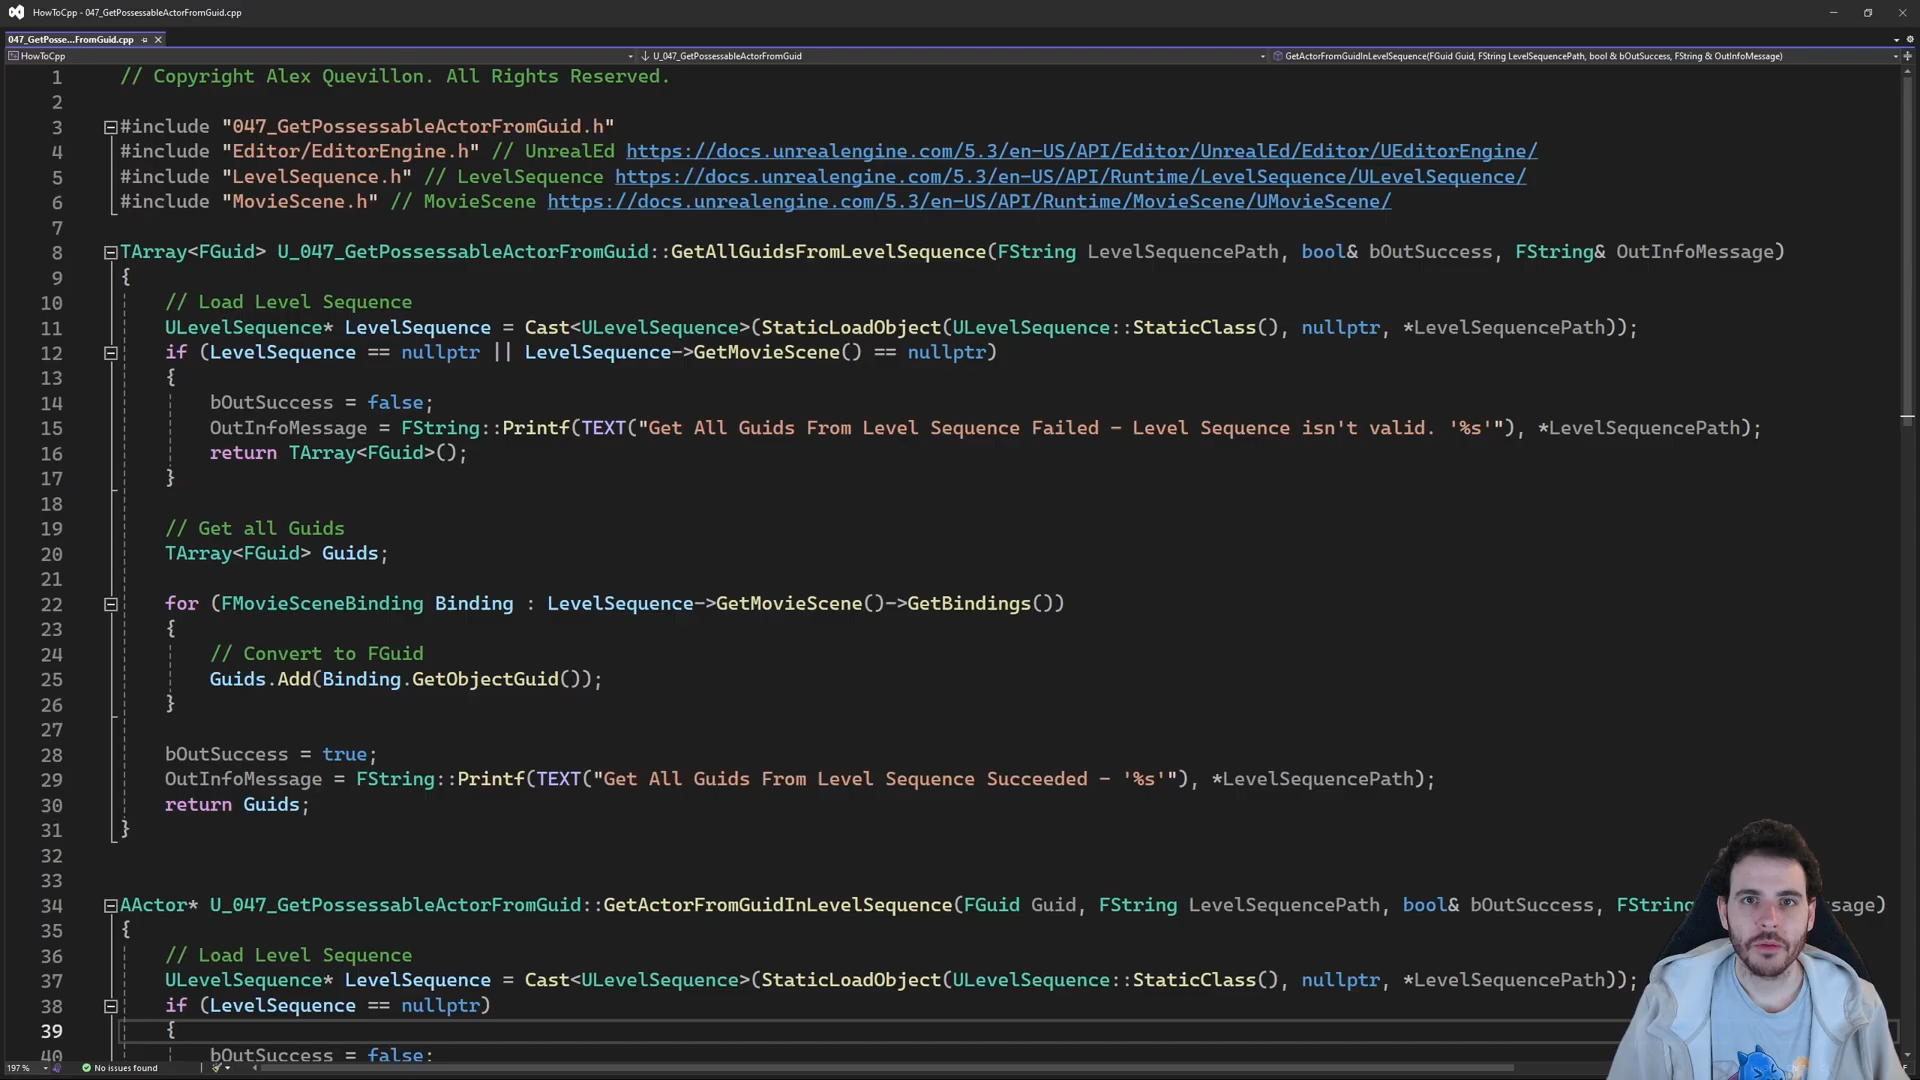 HowToCpp - 047_GetPossessableActorFromGuid.cpp
047_GetPosse...FromGuid.cpp
HowToCpp U_047_GetPossessableActorFromGuid GetActorFromGuidInLevelSequence(FGuid Guid, FString LevelSequencePath, bool & bOutSuccess, FString & OutInfoMessage)
1 // Copyright Alex Quevillon. All Rights Reserved.
2
3 #include "047_GetPossessableActorFromGuid.h"
4 #include "Editor/EditorEngine.h" // UnrealEd https://docs.unrealengine.com/5.3/en-US/API/Editor/UnrealEd/Editor/UEditorEngine/
5 #include "LevelSequence.h" // LevelSequence https://docs.unrealengine.com/5.3/en-US/API/Runtime/LevelSequence/ULevelSequence/
6 #include "MovieScene.h" // MovieScene https://docs.unrealengine.com/5.3/en-US/API/Runtime/MovieScene/UMovieScene/
7
8 TArray<FGuid> U_047_GetPossessableActorFromGuid::GetAllGuidsFromLevelSequence(FString LevelSequencePath, bool& bOutSuccess, FString& OutInfoMessage)
9 {
10 // Load Level Sequence
11 ULevelSequence* LevelSequence = Cast<ULevelSequence>(StaticLoadObject(ULevelSequence::StaticClass(), nullptr, *LevelSequencePath));
12 if (LevelSequence == nullptr || LevelSequence->GetMovieScene() == nullptr)
13 {
14 bOutSuccess = false;
15 OutInfoMessage = FString::Printf(TEXT("Get All Guids From Level Sequence Failed - Level Sequence isn't valid. '%s'"), *LevelSequencePath);
16 return TArray<FGuid>();
17 }
18
19 // Get all Guids
20 TArray<FGuid> Guids;
21
22 for (FMovieSceneBinding Binding : LevelSequence->GetMovieScene()->GetBindings())
23 {
24 // Convert to FGuid
25 Guids.Add(Binding.GetObjectGuid());
26 }
27
28 bOutSuccess = true;
29 OutInfoMessage = FString::Printf(TEXT("Get All Guids From Level Sequence Succeeded - '%s'"), *LevelSequencePath);
30 return Guids;
31 }
32
33
34 AActor* U_047_GetPossessableActorFromGuid::GetActorFromGuidInLevelSequence(FGuid Guid, FString LevelSequencePath, bool& bOutSuccess, FString ssage)
35 {
36 // Load Level Sequence
37 ULevelSequence* LevelSequence = Cast<ULevelSequence>(StaticLoadObject(ULevelSequence::StaticClass(), nullptr, *LevelSequencePath));
38 if (LevelSequence == nullptr)
39 {
40 bOutSuccess = false;
197 % No issues found